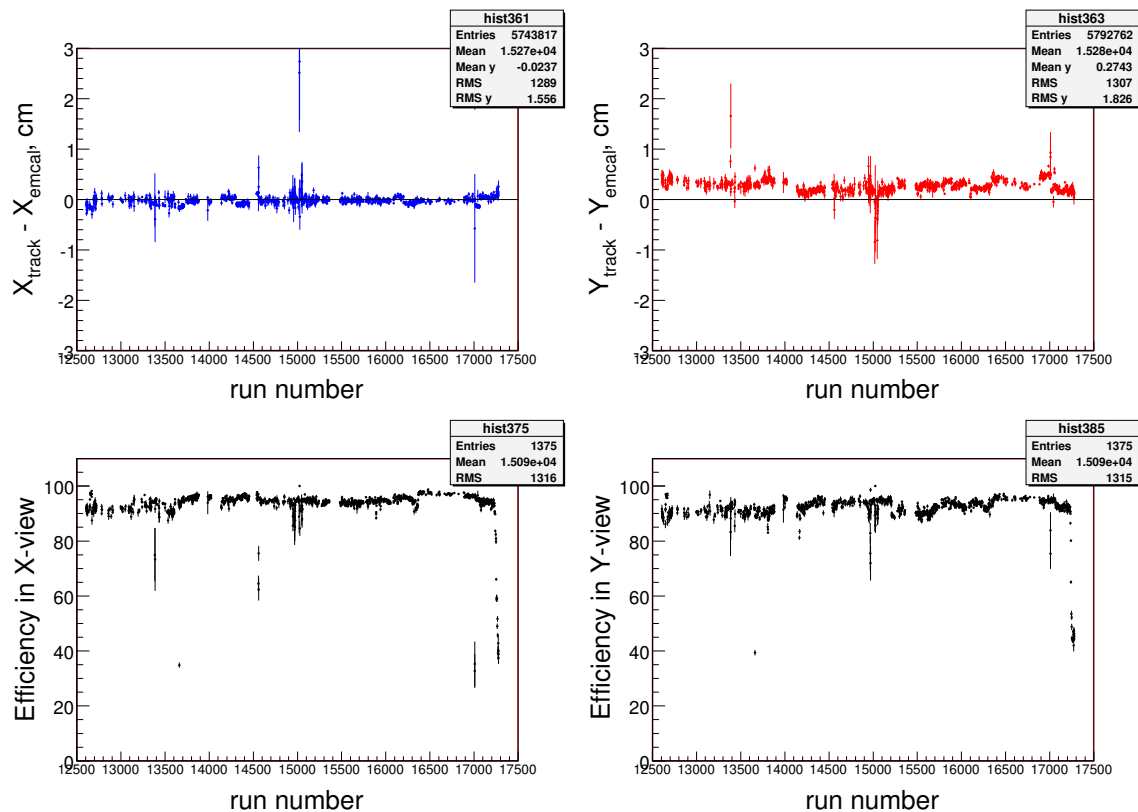 hist361
Entries 5743817
Mean 1.527e+04
Mean y -0.0237
RMS 1289
RMS y 1.556
3
2
1
0
-1
-2
-3
12500 13000 13500 14000 14500 15000 15500 16000 16500 17000 17500
X_track - X_emcal, cm
run number
hist363
Entries 5792762
Mean 1.528e+04
Mean y 0.2743
RMS 1307
RMS y 1.826
3
2
1
0
-1
-2
-3
12500 13000 13500 14000 14500 15000 15500 16000 16500 17000 17500
Y_track - Y_emcal, cm
run number
hist375
Entries 1375
Mean 1.509e+04
RMS 1316
100
80
60
40
20
0
12500 13000 13500 14000 14500 15000 15500 16000 16500 17000 17500
Efficiency in X-view
run number
hist385
Entries 1375
Mean 1.509e+04
RMS 1315
100
80
60
40
20
0
12500 13000 13500 14000 14500 15000 15500 16000 16500 17000 17500
Efficiency in Y-view
run number